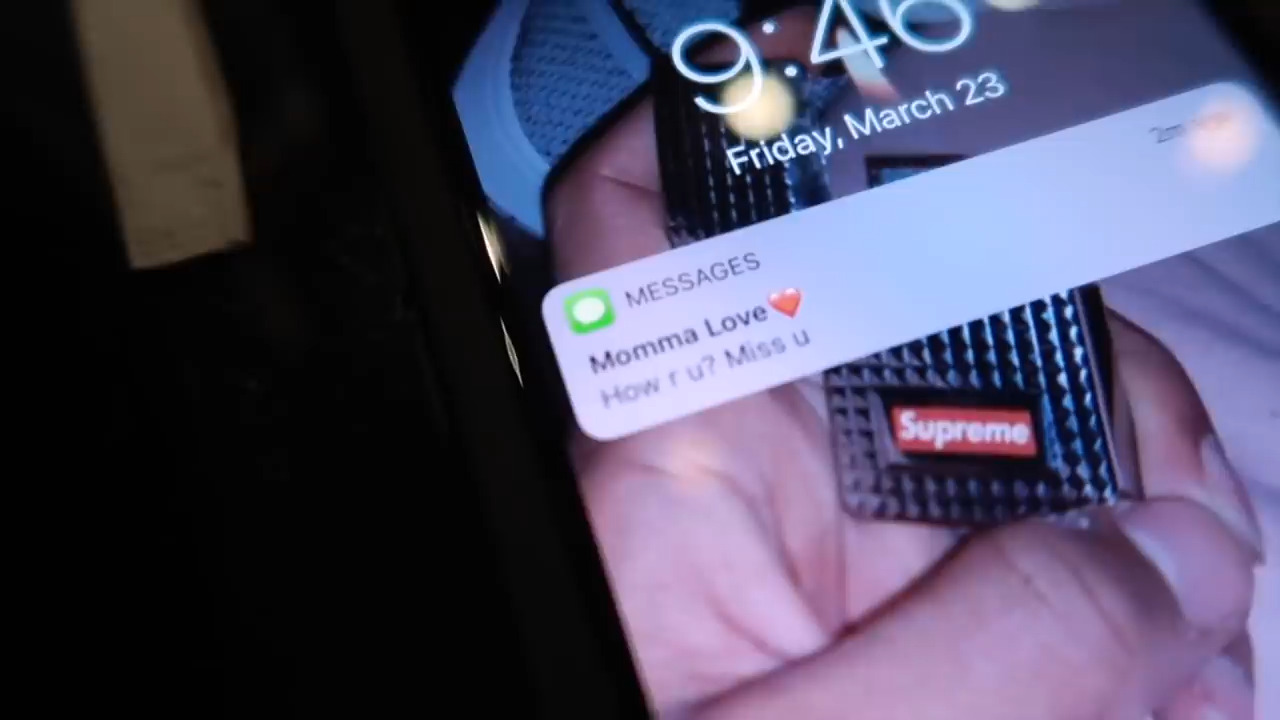 9:46
Friday, March 23
MESSAGES
Momma Love❤️
How r u? Miss u
Supreme